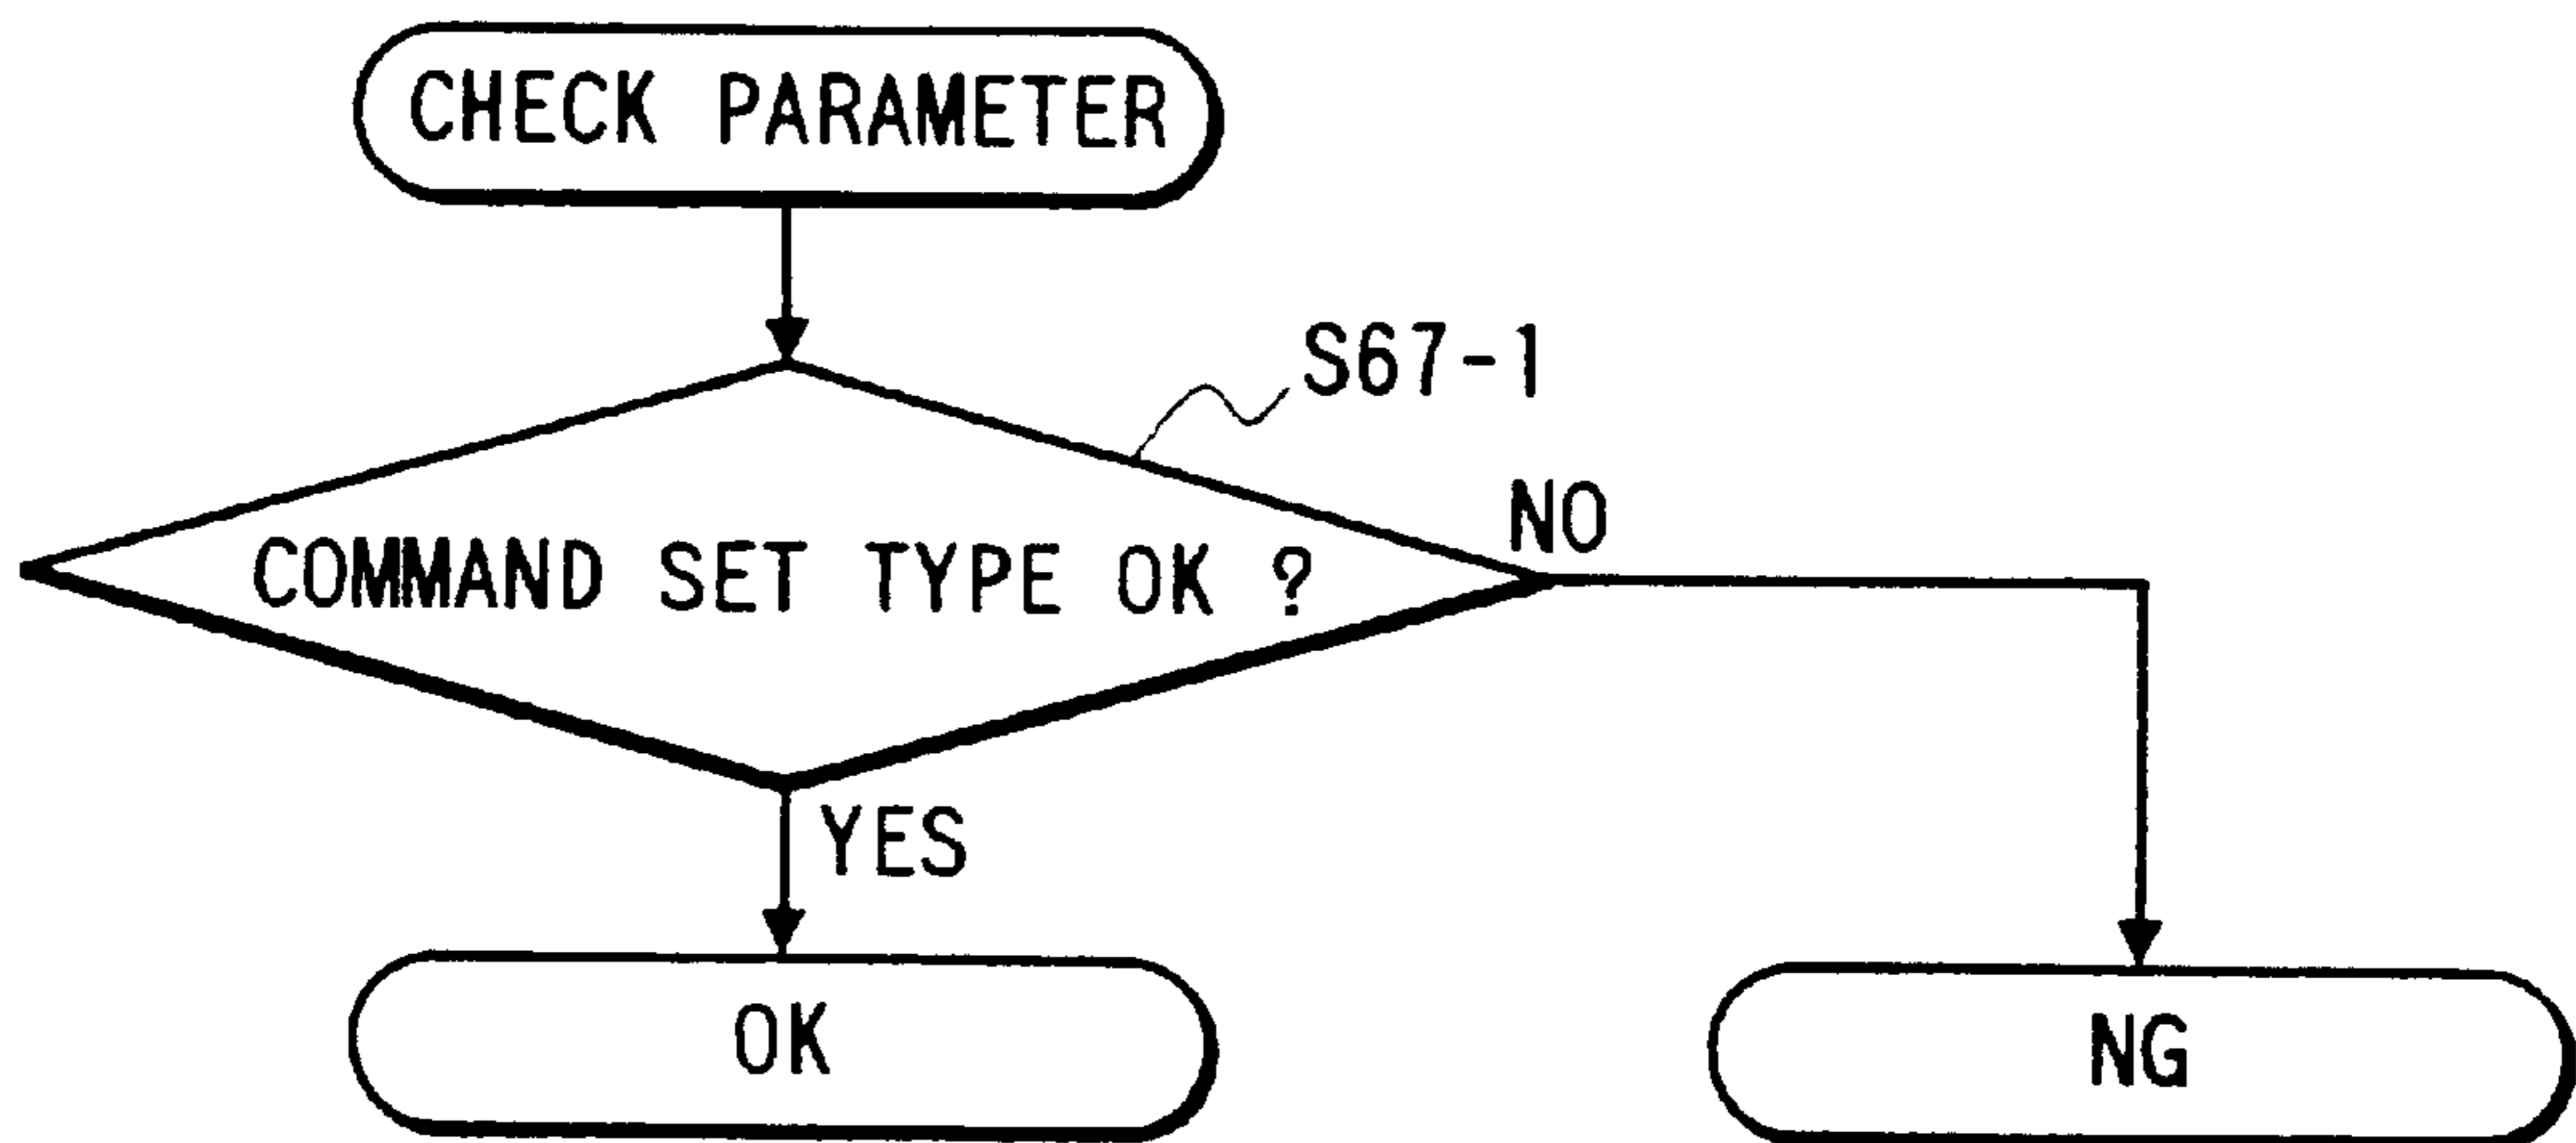 CHECK PARAMETER
S67-1
COMMAND SET TYPE OK ?
NO
YES
OK
NG